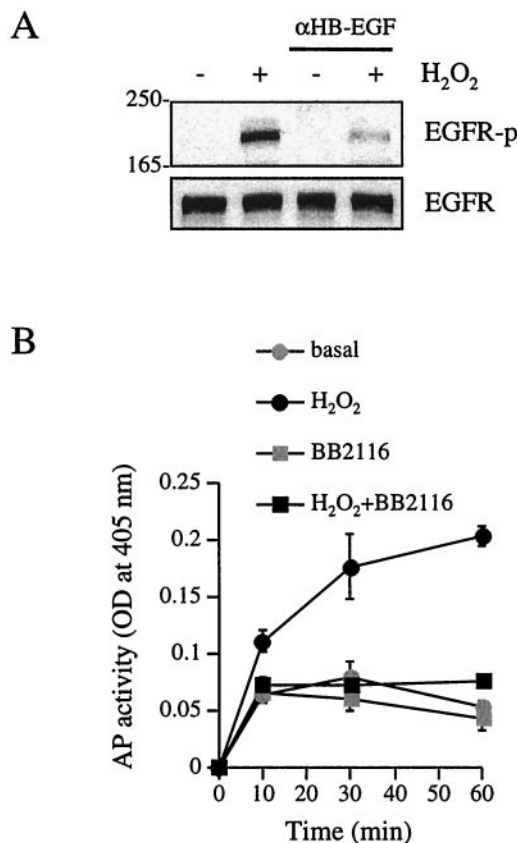 A
αHB-EGF
- + - + H₂O₂
250-
EGFR-p
165-
EGFR
B
basal
H₂O₂
BB2116
H₂O₂+BB2116
AP activity (OD at 405 nm)
0.25
0.2
0.15
0.1
0.05
0
0 10 20 30 40 50 60
Time (min)